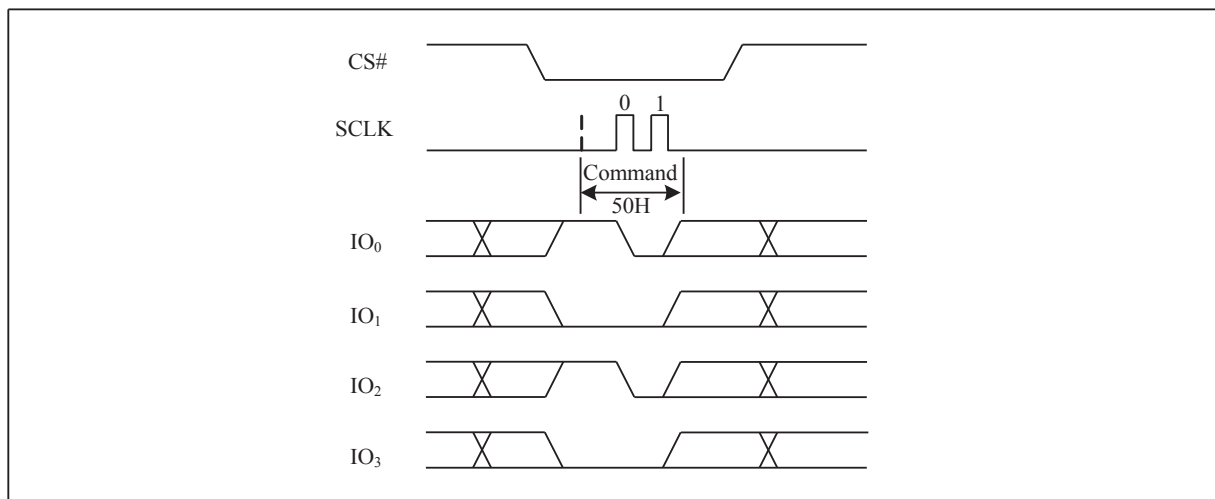 CS#
0 1
SCLK
Command
50H
IO₀
IO₁
IO₂
IO₃